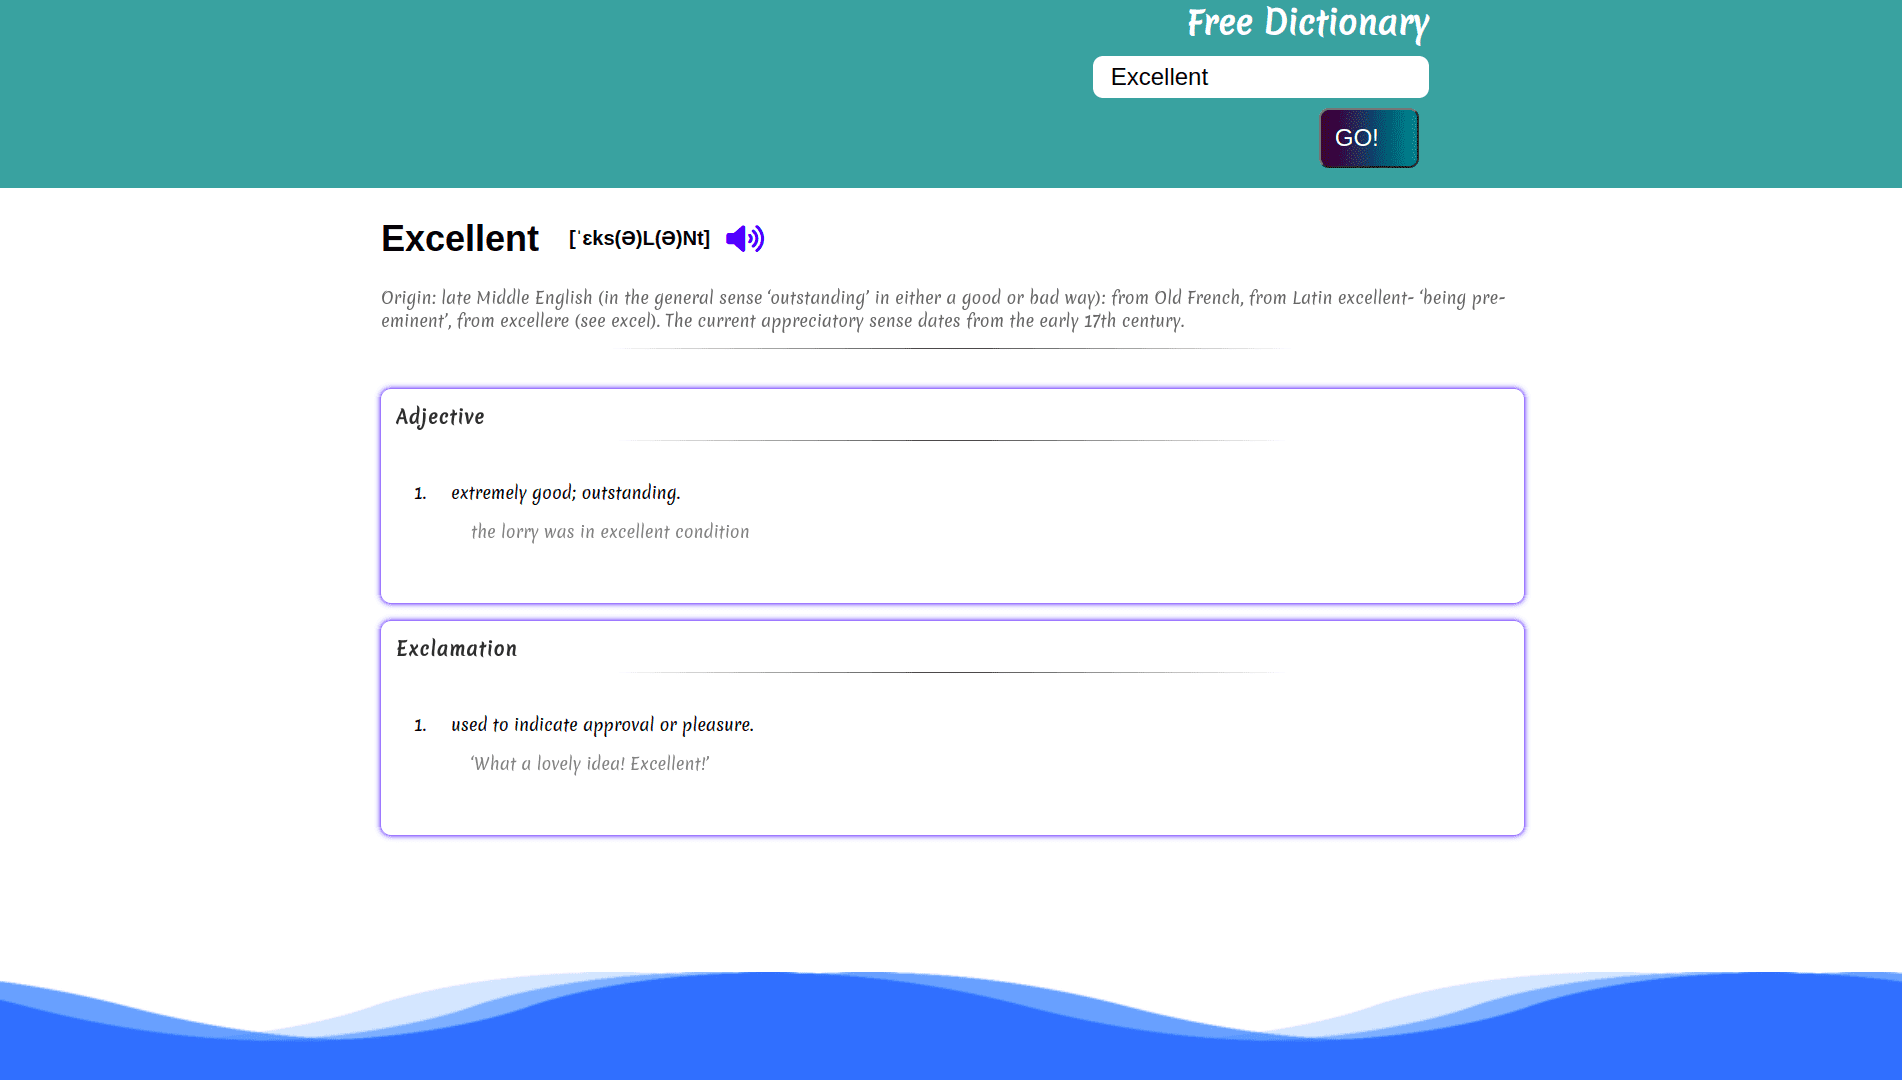 Free Dictionary
Excellent
GO!
Excellent [ˈɛks(Ə)L(Ə)Nt]
Origin: late Middle English (in the general sense ‘outstanding’ in either a good or bad way): from Old French, from Latin excellent- ‘being pre-
eminent’, from excellere (see excel). The current appreciatory sense dates from the early 17th century.
Adjective
1. extremely good; outstanding.
the lorry was in excellent condition
Exclamation
1. used to indicate approval or pleasure.
‘What a lovely idea! Excellent!’